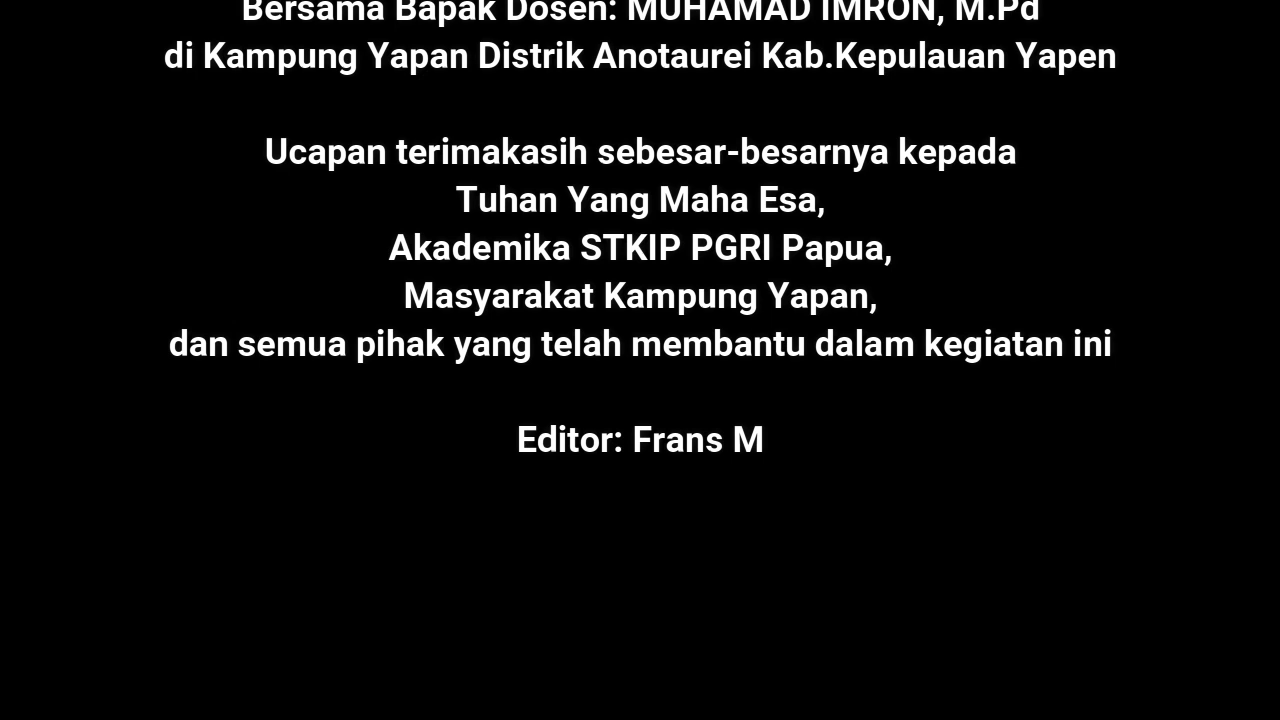 Bersama Bapak Dosen: MUHAMAD IMRON, M.Pd
di Kampung Yapan Distrik Anotaurei Kab.Kepulauan Yapen
Ucapan terimakasih sebesar-besarnya kepada
Tuhan Yang Maha Esa,
Akademika STKIP PGRI Papua,
Masyarakat Kampung Yapan,
dan semua pihak yang telah membantu dalam kegiatan ini
Editor: Frans M